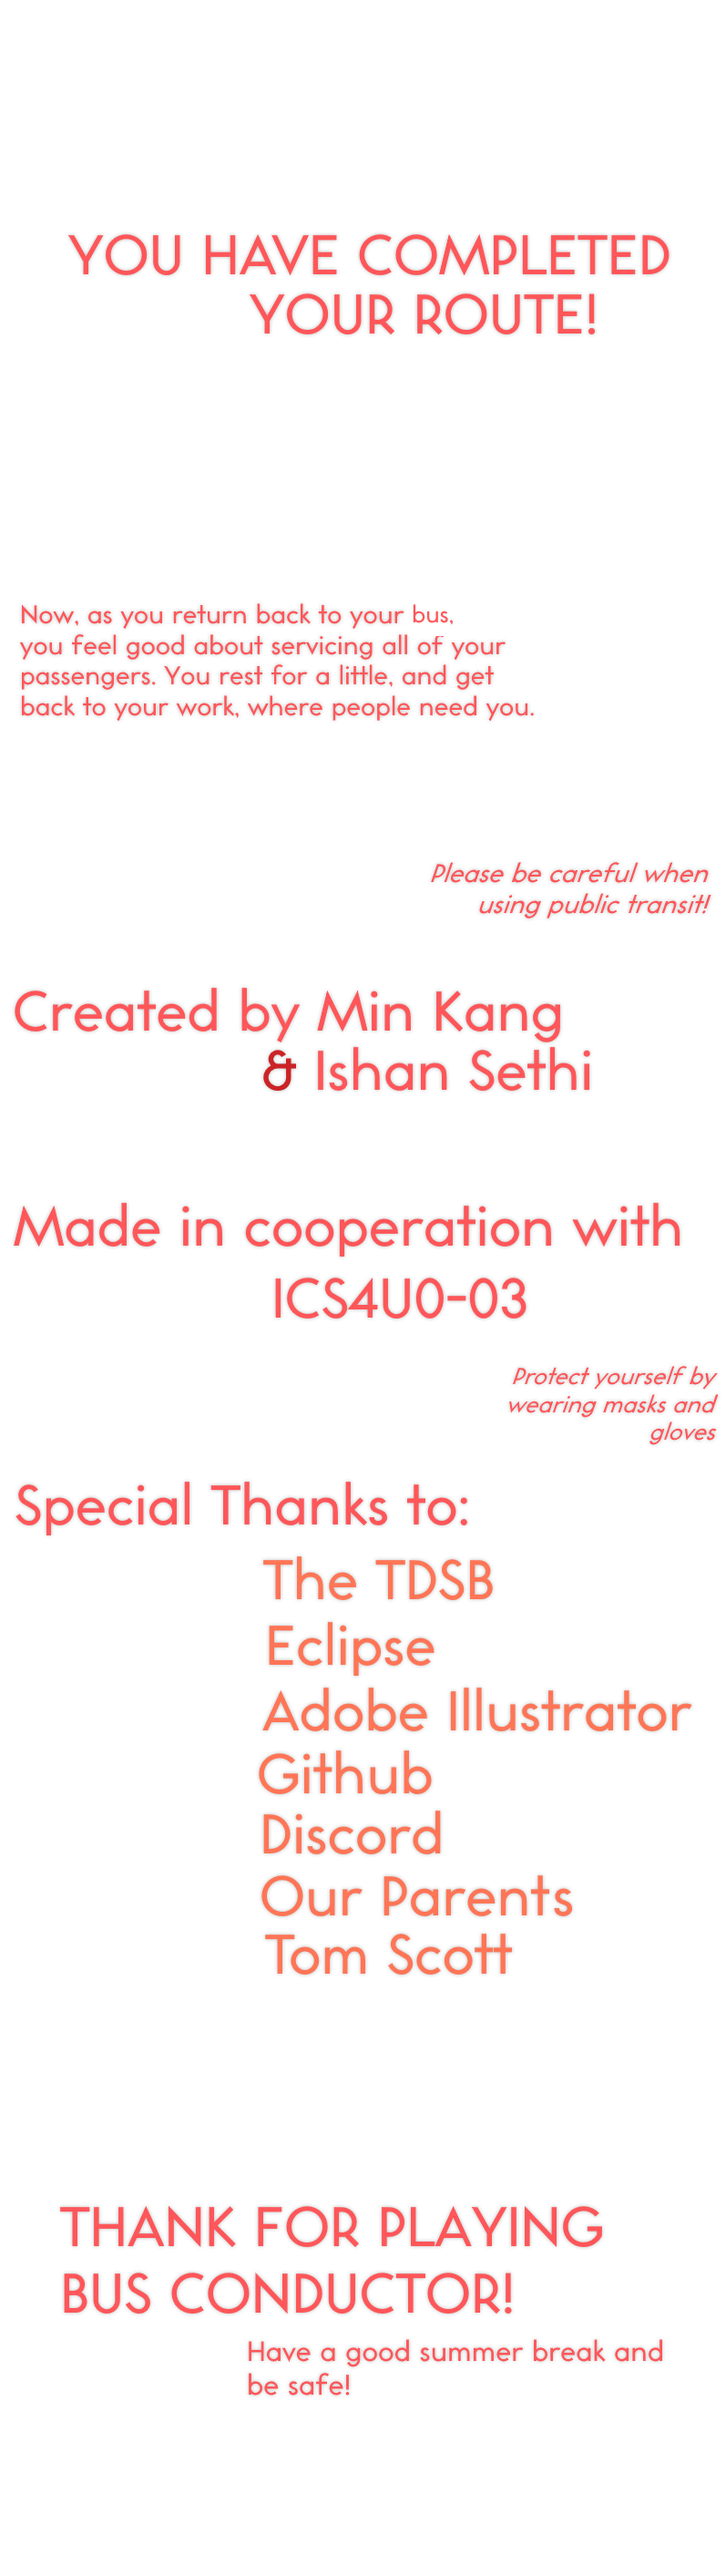 YOU HAVE COMPLETED
YOUR ROUTE!
Now, as you return back to your bus,
you feel good about servicing all of your
passengers. You rest for a little, and get
back to your work, where people need you.
Please be careful when
using public transit!
Created by Min Kang
& Ishan Sethi
Made in cooperation with
ICS4U0-03
Protect yourself by
wearing masks and
gloves
Special Thanks to:
The TDSB
Eclipse
Adobe Illustrator
Github
Discord
Our Parents
Tom Scott
THANK FOR PLAYING
BUS CONDUCTOR!
Have a good summer break and
be safe!